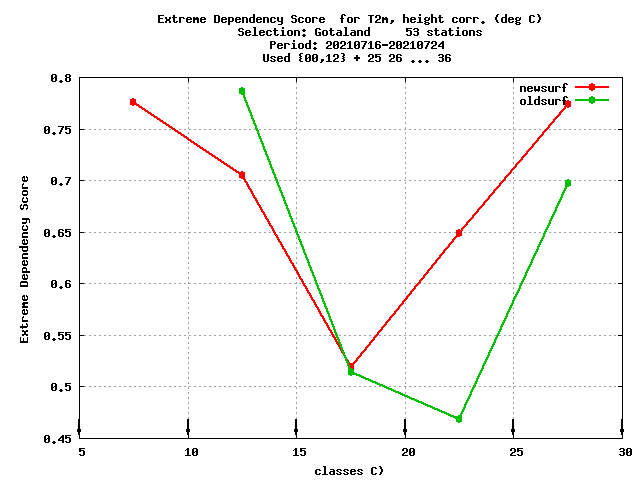 Extreme Dependency Score  for T2m, height corr. (deg C)
Selection: Gotaland     53 stations
Period: 20210716-20210724
Used {00,12} + 25 26 ... 36
newsurf
oldsurf
0.8
0.75
0.7
0.65
0.6
0.55
0.5
0.45
Extreme Dependency Score
5 10 15 20 25 30
classes C)